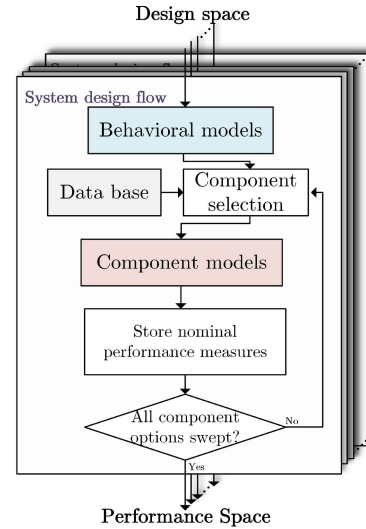 Design space
System design flow
Behavioral models
Data base
Component
selection
Component models
Store nominal
performance measures
All component
options swept?
No
Yes
Performance Space